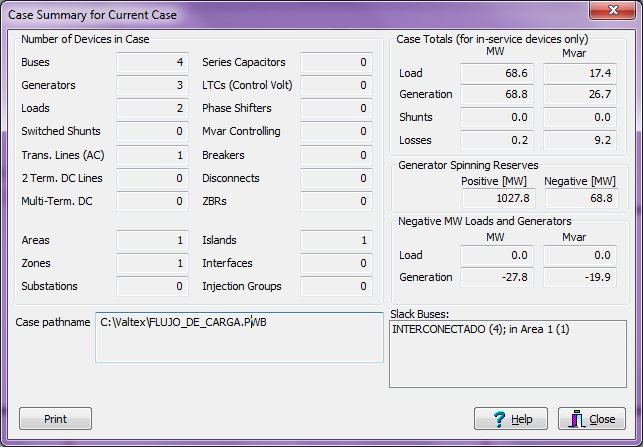 Case Summary for Current Case
Number of Devices in Case
Buses 4 Series Capacitors 0
Generators 3 LTCs (Control Volt) 0
Loads 2 Phase Shifters 0
Switched Shunts 0 Mvar Controlling 0
Trans. Lines (AC) 1 Breakers 0
2 Term. DC Lines 0 Disconnects 0
Multi-Term. DC 0 ZBRs 0
Areas 1 Islands 1
Zones 1 Interfaces 0
Substations 0 Injection Groups 0
Case Totals (for in-service devices only)
MW Mvar
Load 68.6 17.4
Generation 68.8 26.7
Shunts 0.0 0.0
Losses 0.2 9.2
Generator Spinning Reserves
Positive [MW] Negative [MW]
1027.8 68.8
Negative MW Loads and Generators
MW Mvar
Load 0.0 0.0
Generation -27.8 -19.9
Case pathname C:\Valtex\FLUJO_DE_CARGA.PWB
Slack Buses:
INTERCONECTADO (4); in Area 1 (1)
Print Help Close